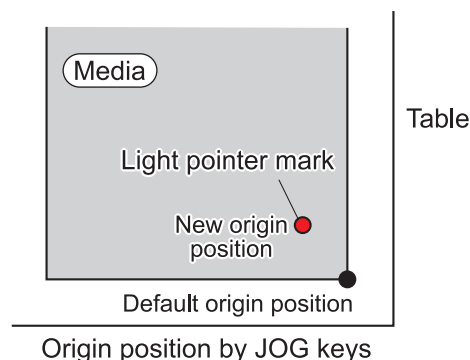 Media
Table
Light pointer mark
New origin
position
Default origin position
Origin position by JOG keys